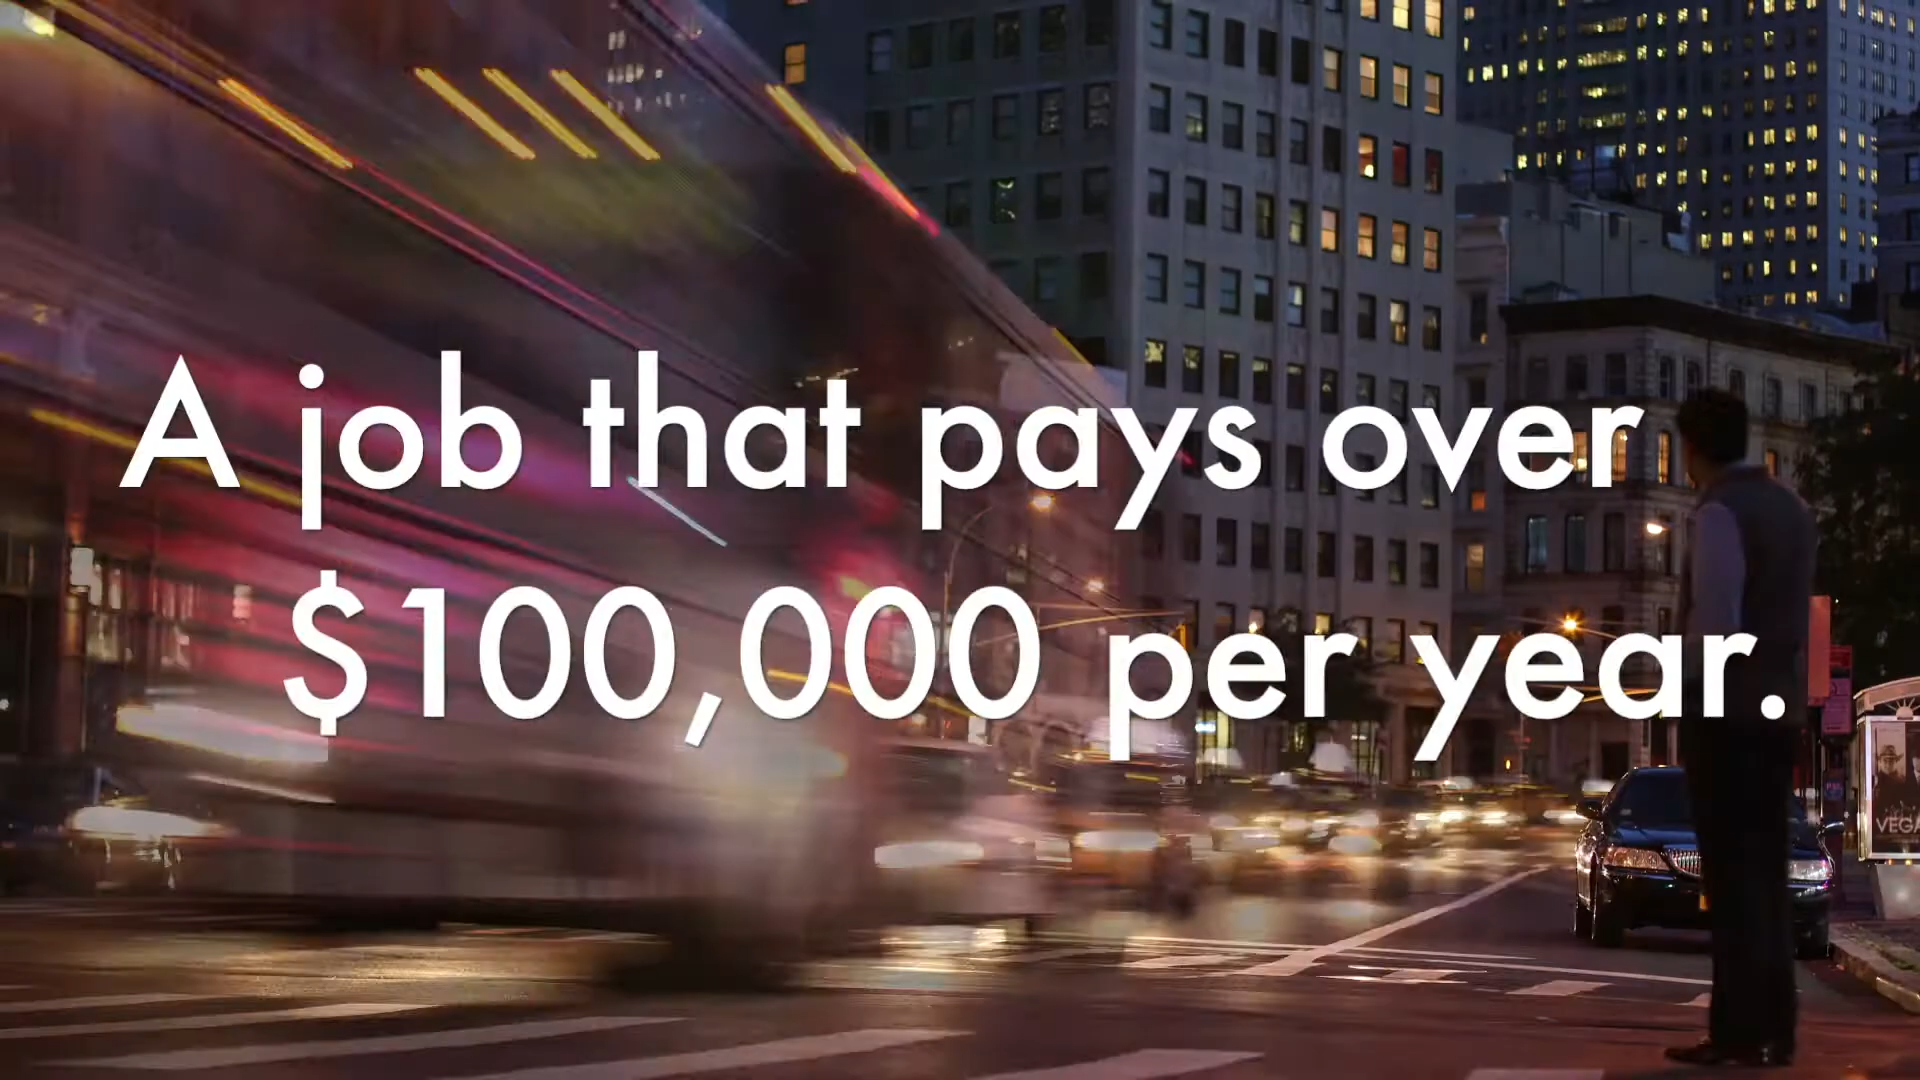 A job that pays over
$100,000 per year.